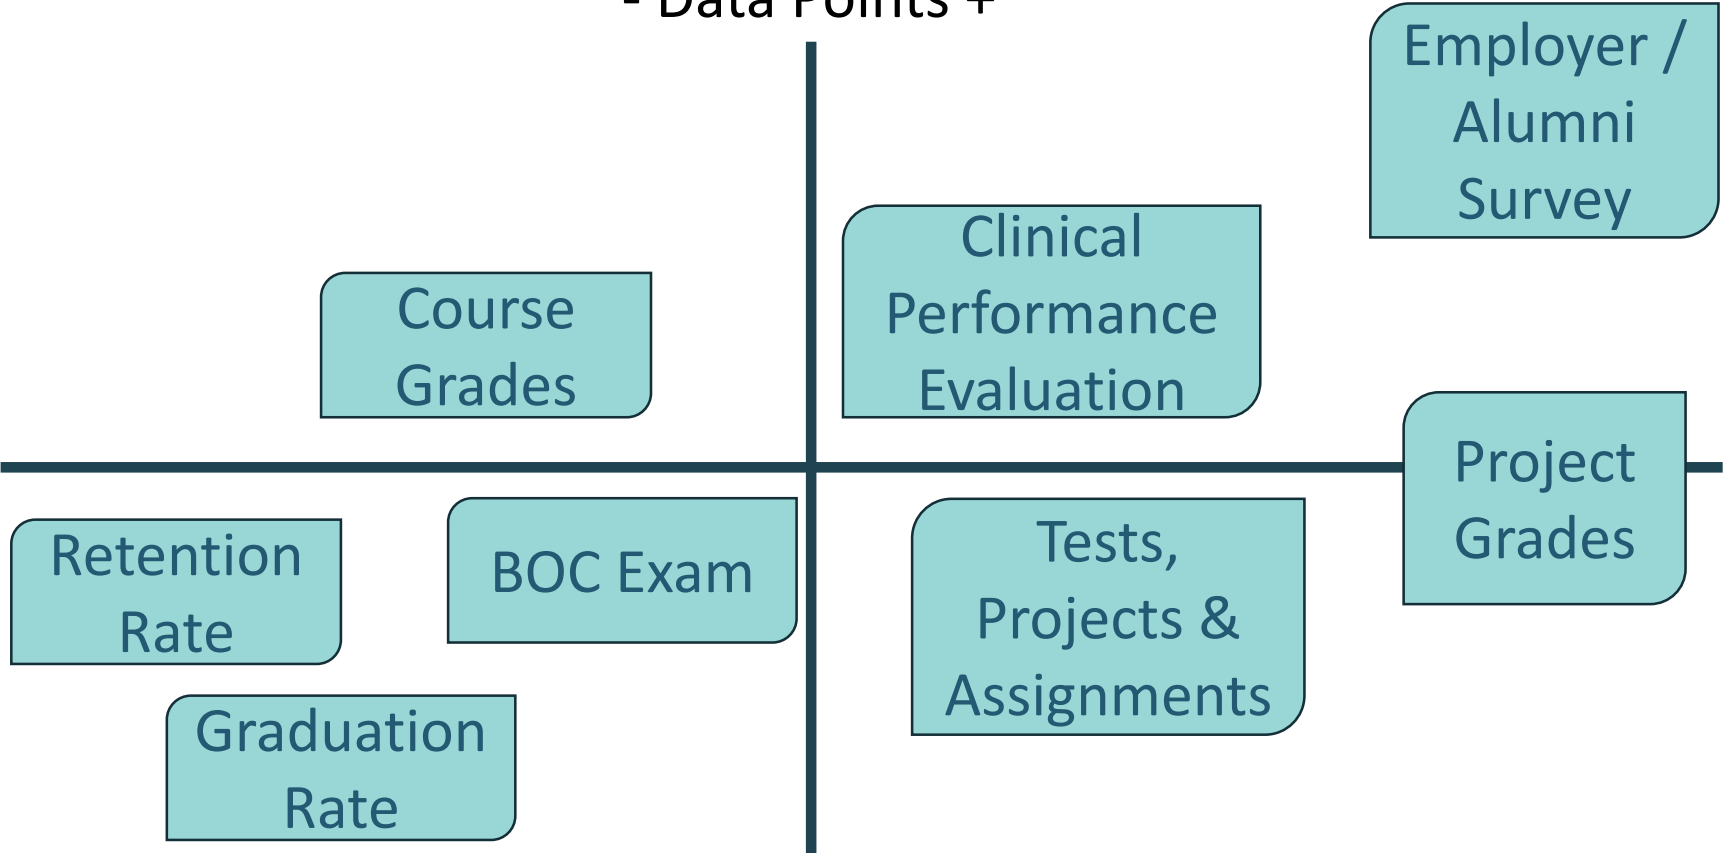 - Data Points +
Employer /
Alumni
Survey
Clinical
Performance
Evaluation
Course
Grades
Project
Grades
Retention
Rate
BOC Exam
Tests,
Projects &
Assignments
Graduation
Rate